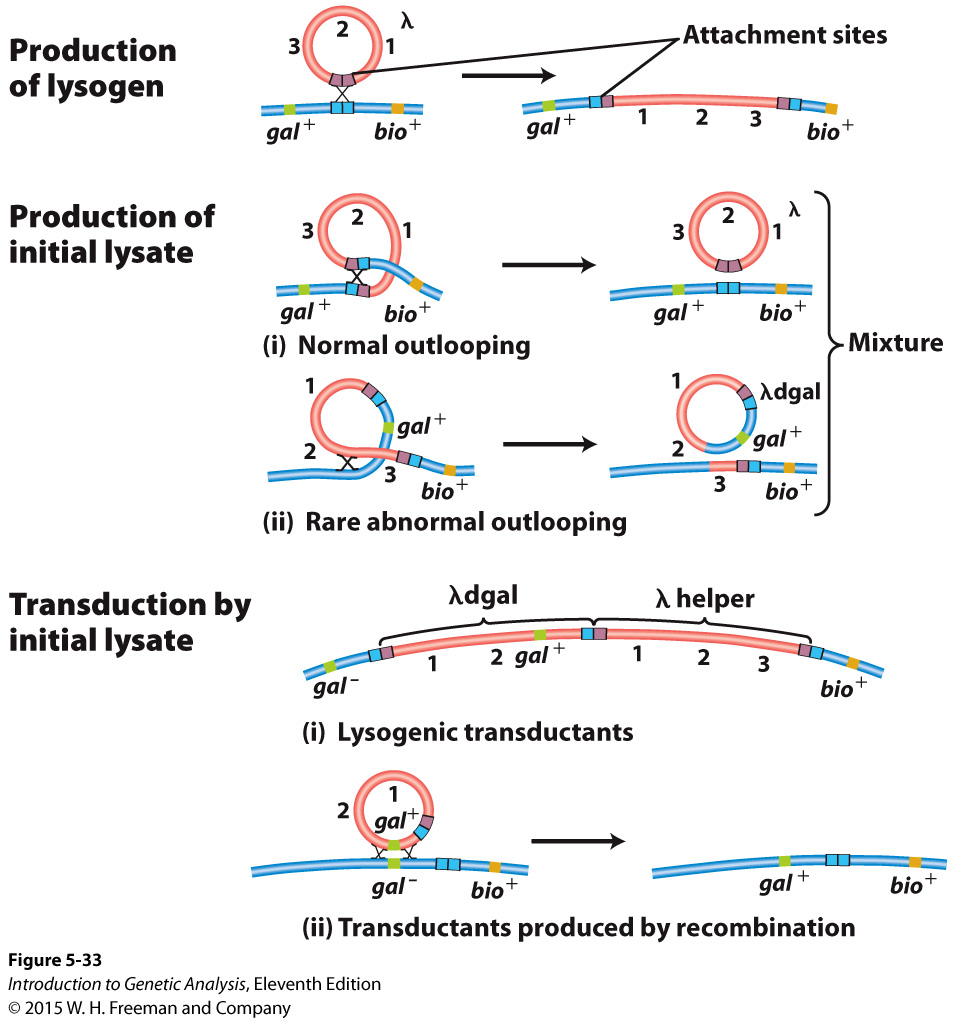 Production
of lysogen
2
λ
3
1
gal+
bio+
Attachment sites
gal+
1
2
3
bio+
Production of
initial lysate
2
3
1
gal+
bio+
2
λ
3
1
gal+
bio+
(i) Normal outlooping
Mixture
1
gal+
2
3
bio+
1
λdgal
gal+
2
3
bio+
(ii) Rare abnormal outlooping
Transduction by
initial lysate
λdgal
λ helper
gal–
1
2
gal+
1
2
3
bio+
(i) Lysogenic transductants
1
2
gal+
gal–
bio+
gal+
bio+
(ii) Transductants produced by recombination
Figure 5-33
Introduction to Genetic Analysis, Eleventh Edition
© 2015 W. H. Freeman and Company